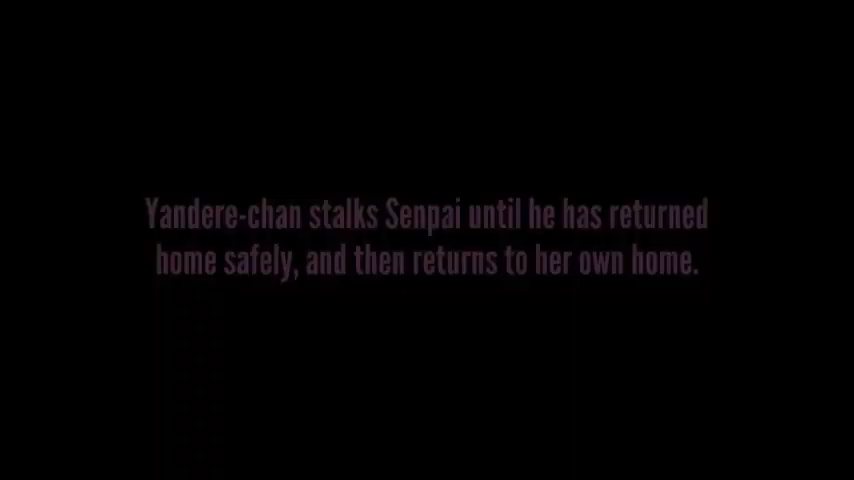 Yandere-chan stalks Senpai until he has returned
home safely, and then returns to her own home.